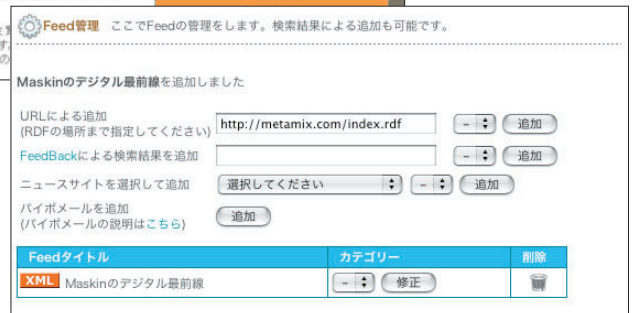 Feed管理 ここでFeedの管理をします。検索結果による追加も可能です。
Maskinのデジタル最前線を追加しました
URLによる追加
(RDFの場所まで指定してください) http://metamix.com/index.rdf - 追加
FeedBackによる検索結果を追加 - 追加
ニュースサイトを選択して追加 選択してください - 追加
バイボメールを追加
(バイボメールの説明はこちら) 追加
Feedタイトル カテゴリー 削除
XML Maskinのデジタル最前線 - 修正